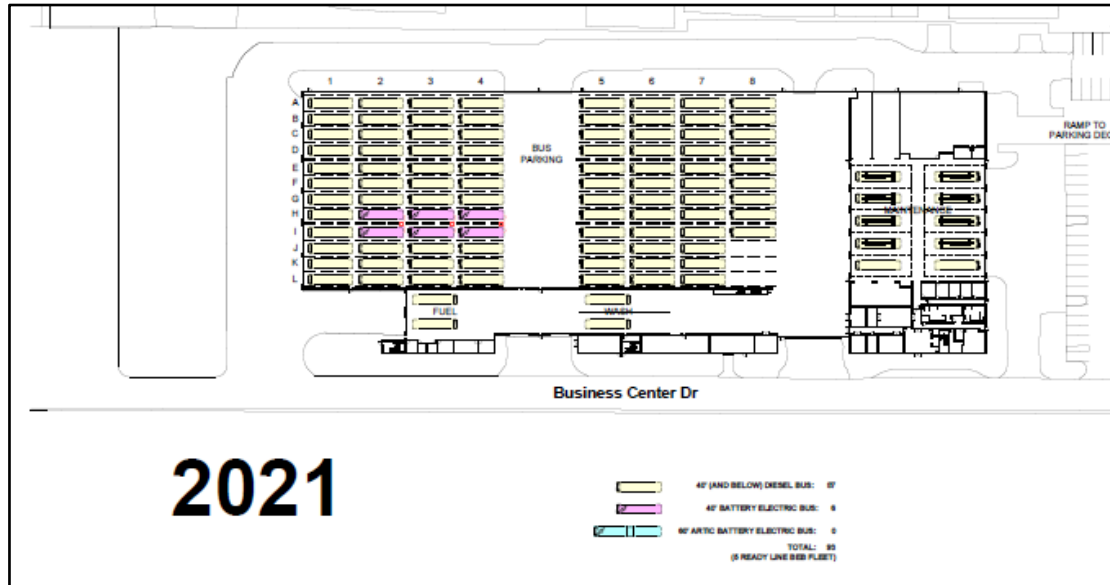 1 2 3 4 5 6 7 8
A
B
C
D
E
F
G
H
I
J
K
L
BUS
PARKING
RAMP TO
PARKING DEC
MAINTENANCE
FUEL
WASH
Business Center Dr
2021
40' (AND BELOW) DIESEL BUS: 87
40' BATTERY ELECTRIC BUS: 6
60' ARTIC BATTERY ELECTRIC BUS: 0
TOTAL: 93
(6 READY LINE BEB FLEET)